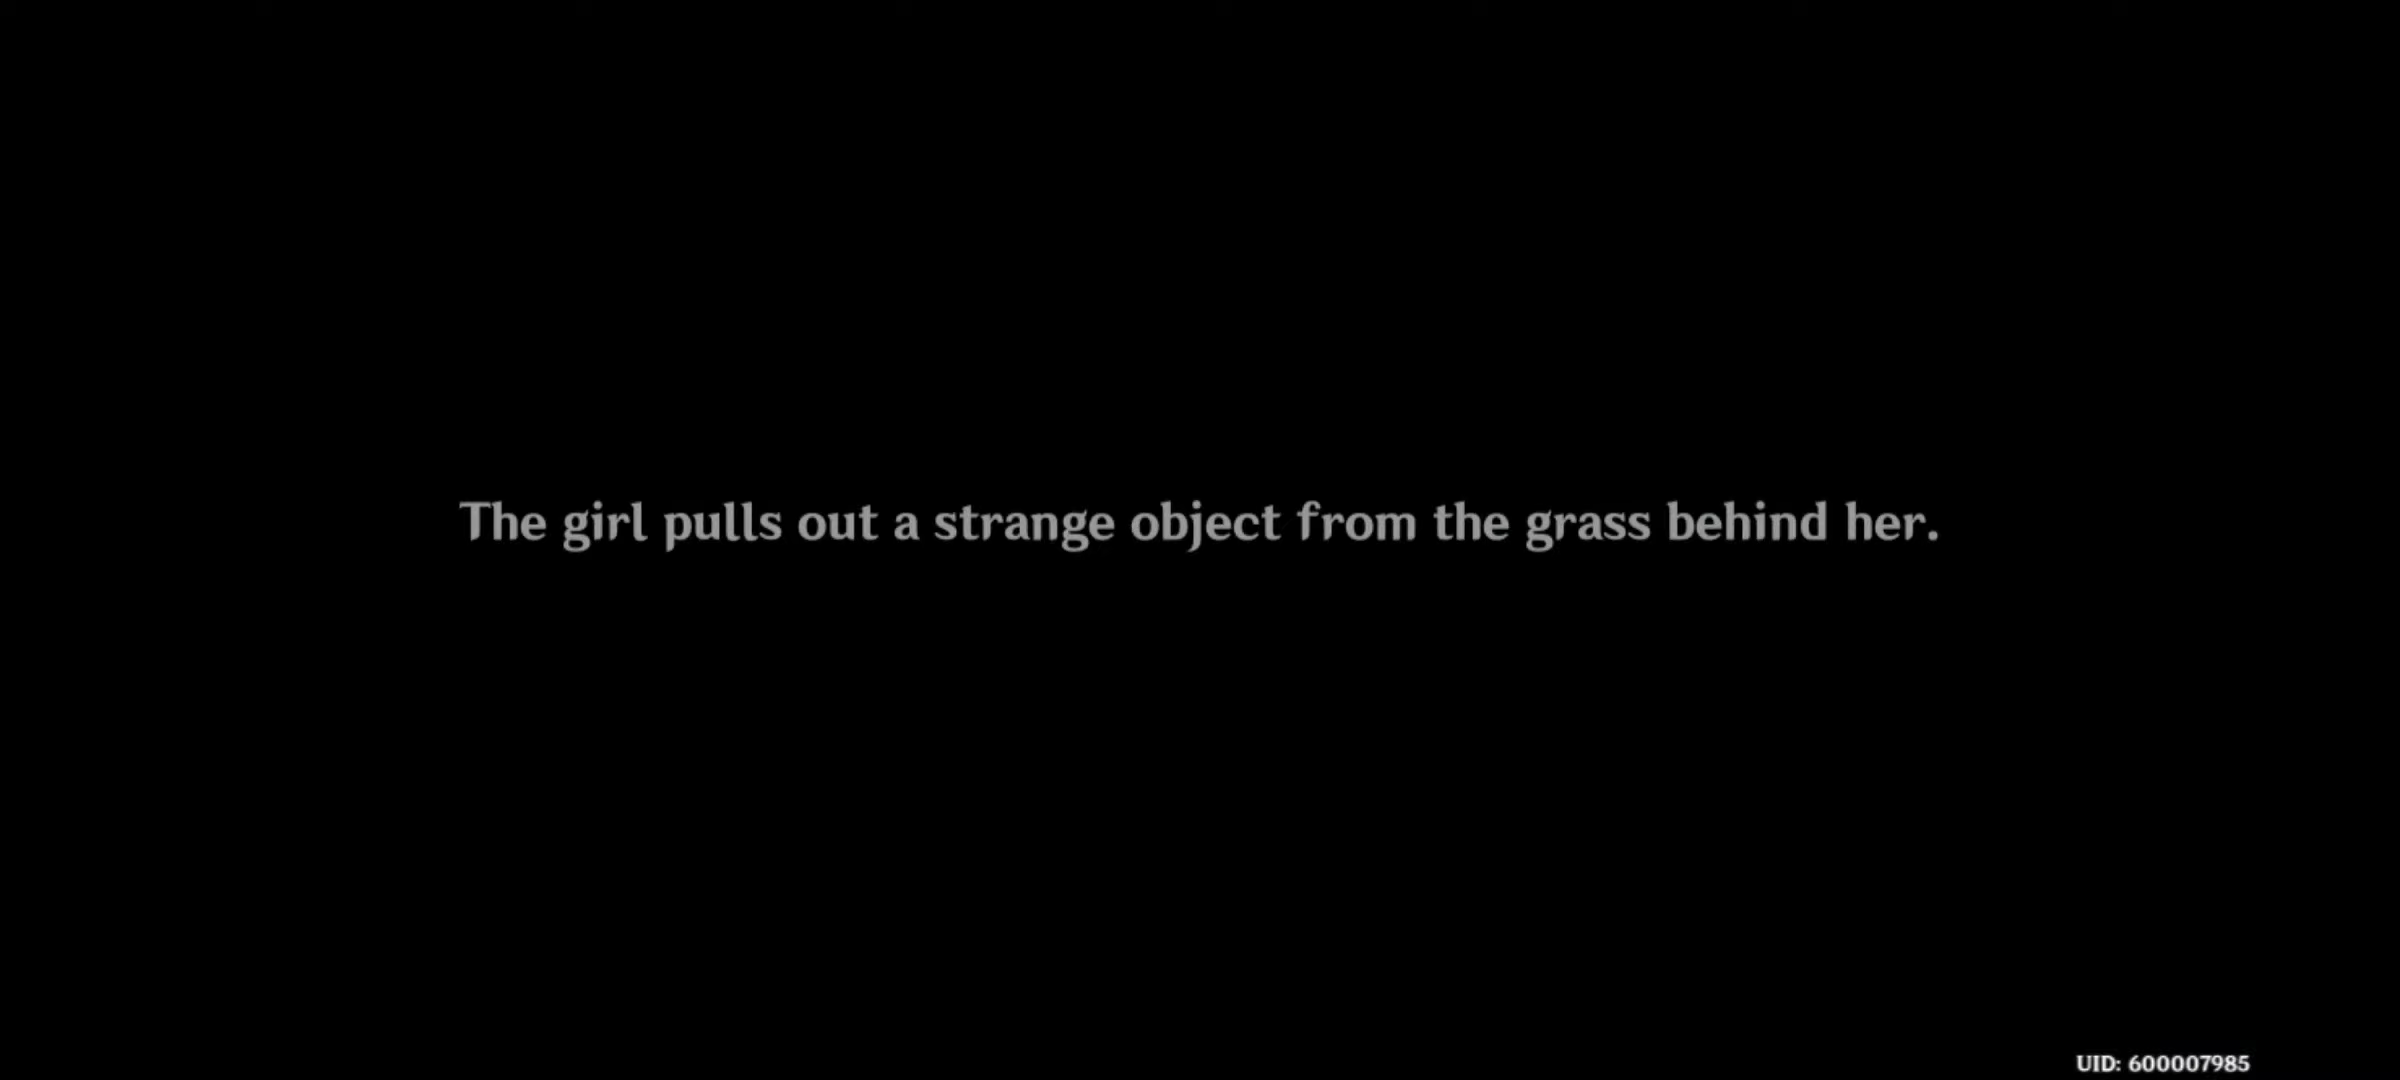 The girl pulls out a strange object from the grass behind her.
UID: 600007985